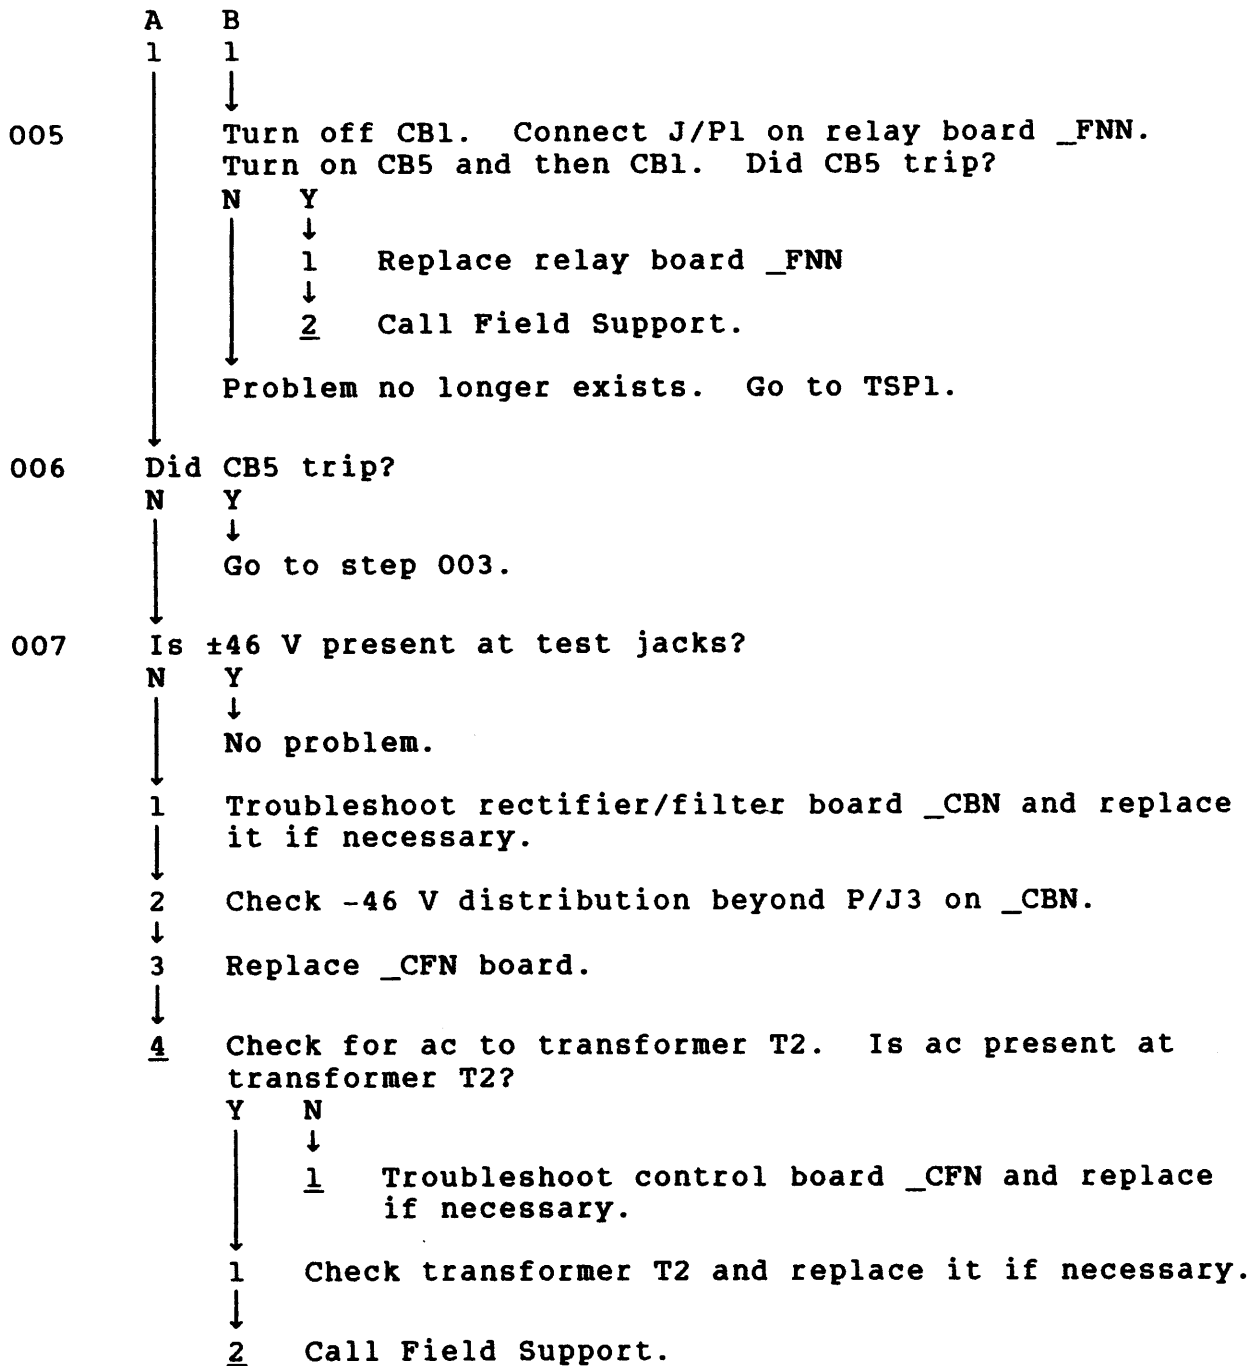 A B
1 1
005 Turn off CB1. Connect J/P1 on relay board _FNN.
Turn on CB5 and then CB1. Did CB5 trip?
N Y
1 Replace relay board _FNN
2 Call Field Support.
Problem no longer exists. Go to TSP1.
006 Did CB5 trip?
N Y
Go to step 003.
007 Is ±46 V present at test jacks?
N Y
No problem.
1 Troubleshoot rectifier/filter board _CBN and replace
it if necessary.
2 Check -46 V distribution beyond P/J3 on _CBN.
3 Replace _CFN board.
4 Check for ac to transformer T2. Is ac present at
transformer T2?
Y N
1 Troubleshoot control board _CFN and replace
if necessary.
1 Check transformer T2 and replace it if necessary.
2 Call Field Support.